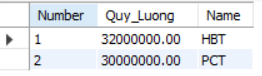 Number Quy_Luong Name
1 32000000.00 HBT
2 30000000.00 PCT